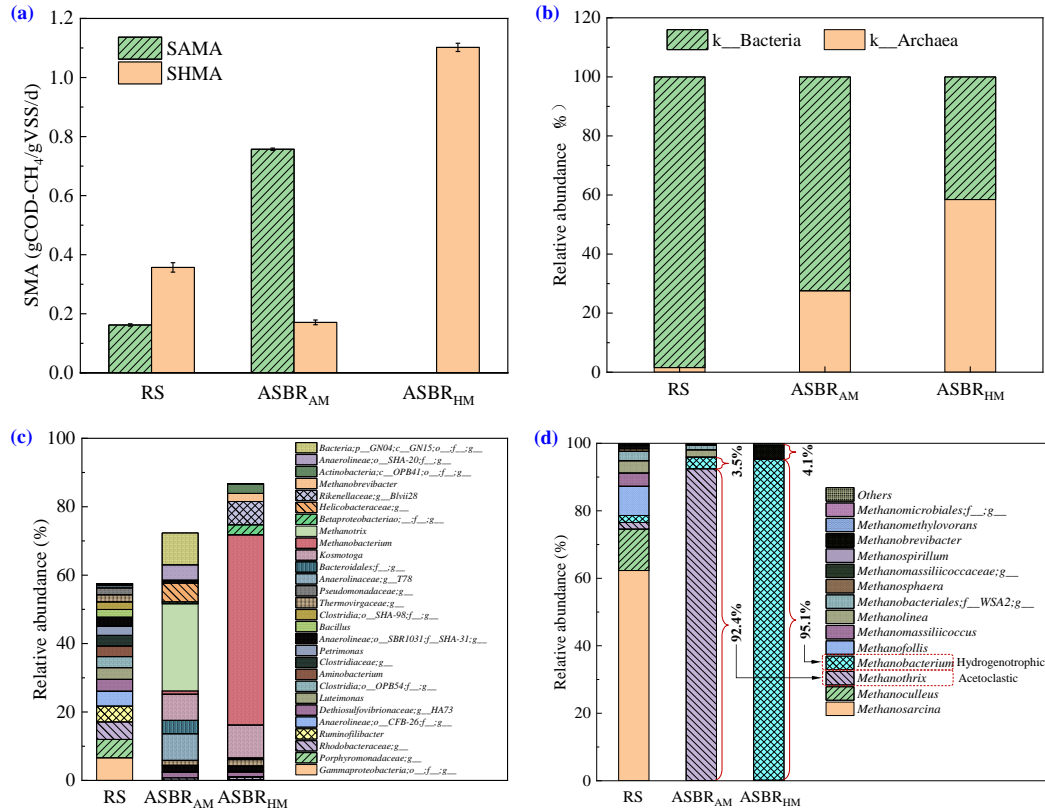 (a)
1.2
1.0
0.8
0.6
0.4
0.2
0.0
SMA (gCOD-CH4/gVSS/d)
SAMA
SHMA
RS
ASBRAM
ASBRHM
(b)
120
100
80
60
40
20
0
Relative abundance %)
k__Bacteria
k__Archaea
RS
ASBRAM
ASBRHM
(c)
100
80
60
40
20
0
Relative abundance (%)
RS
ASBRAM
ASBRHM
Bacteria;p__GN04;c__GN15;o__;f__;g__
Anaerolineae;o__SHA-20;f__;g__
Actinobacteria;c__OPB41;o__;f__;g__
Methanobrevibacter
Rikenellaceae;g__Blvii28
Helicobacteraceae;g__
Betaproteobacteriao;__;f__;g__
Methanotrix
Methanobacterium
Kosmotoga
Bacteroidales;f__;g__
Anaerolinaceae;g__T78
Pseudomonadaceae;g__
Thermovirgaceae;g__
Clostridia;o__SHA-98;f__;g__
Bacillus
Anaerolineae;o__SBR1031;f__SHA-31;g__
Petrimonas
Clostridiaceae;g__
Aminobacterium
Clostridia;o__OPB54;f__;g__
Luteimonas
Dethiosulfovibrionaceae;g__HA73
Anaerolineae;o__CFB-26;f__;g__
Ruminofilibacter
Rhodobacteraceae;g__
Porphyromonadaceae;g__
Gammaproteobacteria;o__;f__;g__
(d)
100
80
60
40
20
0
Relative abundance (%)
RS
ASBRAM
ASBRHM
3.5%
92.4%
4.1%
95.1%
Others
Methanomicrobiales;f__;g__
Methanomethylovorans
Methanobrevibacter
Methanospirillum
Methanomassiliicoccaceae;g__
Methanosphaera
Methanobacteriales;f__WSA2;g__
Methanolinea
Methanomassiliicoccus
Methanofollis
Methanobacterium Hydrogenotrophic
Methanothrix Acetoclastic
Methanoculleus
Methanosarcina